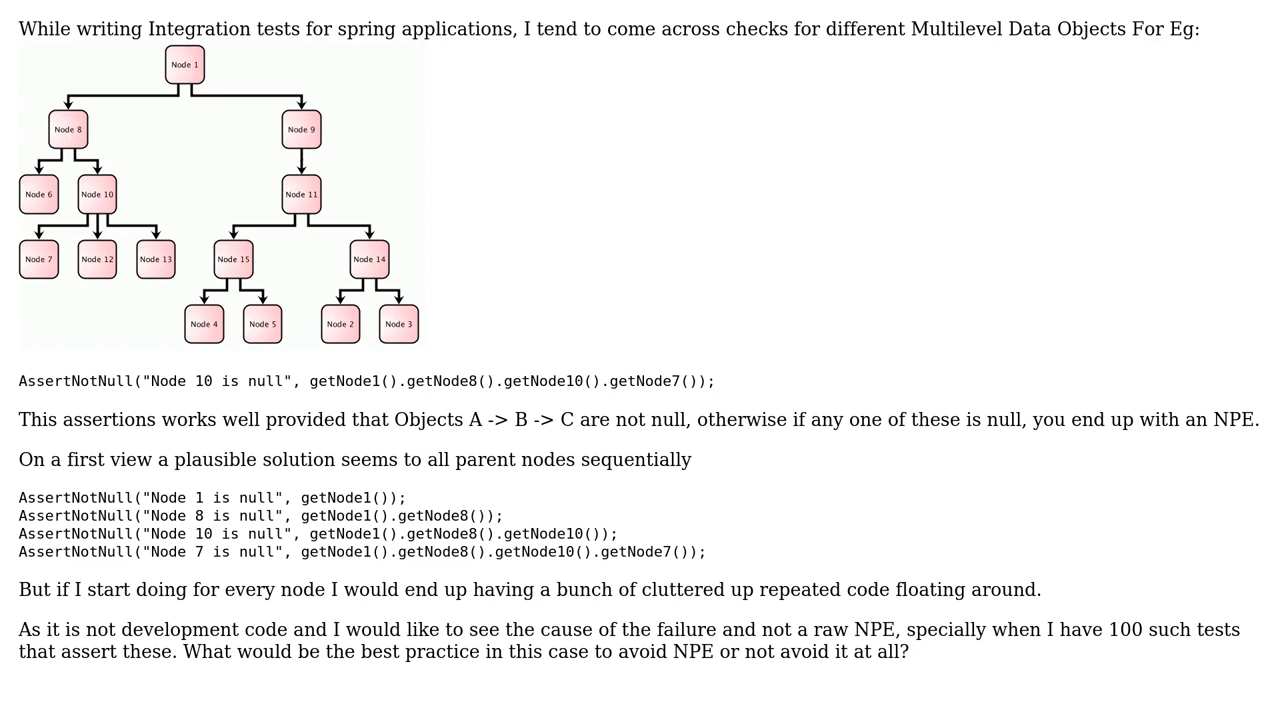 While writing Integration tests for spring applications, I tend to come across checks for different Multilevel Data Objects For Eg:
Node 1
Node 8
Node 9
Node 6
Node 10
Node 11
Node 7
Node 12
Node 13
Node 15
Node 14
Node 4
Node 5
Node 2
Node 3
AssertNotNull("Node 10 is null", getNode1().getNode8().getNode10().getNode7());
This assertions works well provided that Objects A -> B -> C are not null, otherwise if any one of these is null, you end up with an NPE.
On a first view a plausible solution seems to all parent nodes sequentially
AssertNotNull("Node 1 is null", getNode1());
AssertNotNull("Node 8 is null", getNode1().getNode8());
AssertNotNull("Node 10 is null", getNode1().getNode8().getNode10());
AssertNotNull("Node 7 is null", getNode1().getNode8().getNode10().getNode7());
But if I start doing for every node I would end up having a bunch of cluttered up repeated code floating around.
As it is not development code and I would like to see the cause of the failure and not a raw NPE, specially when I have 100 such tests
that assert these. What would be the best practice in this case to avoid NPE or not avoid it at all?